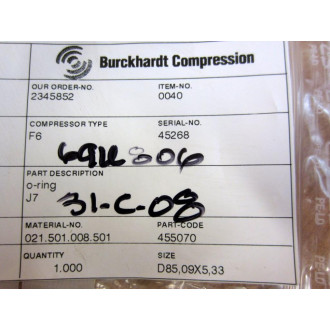 Burckhardt Compression
OUR ORDER-NO. ITEM-NO.
2345852 0040
COMPRESSOR TYPE SERIAL-NO.
F6 45268
PART DESCRIPTION
o-ring
J7
31-C-08
MATERIAL-NO. PART-CODE
021.501.008.501 455070
QUANTITY SIZE
1.000 D85,09X5,33